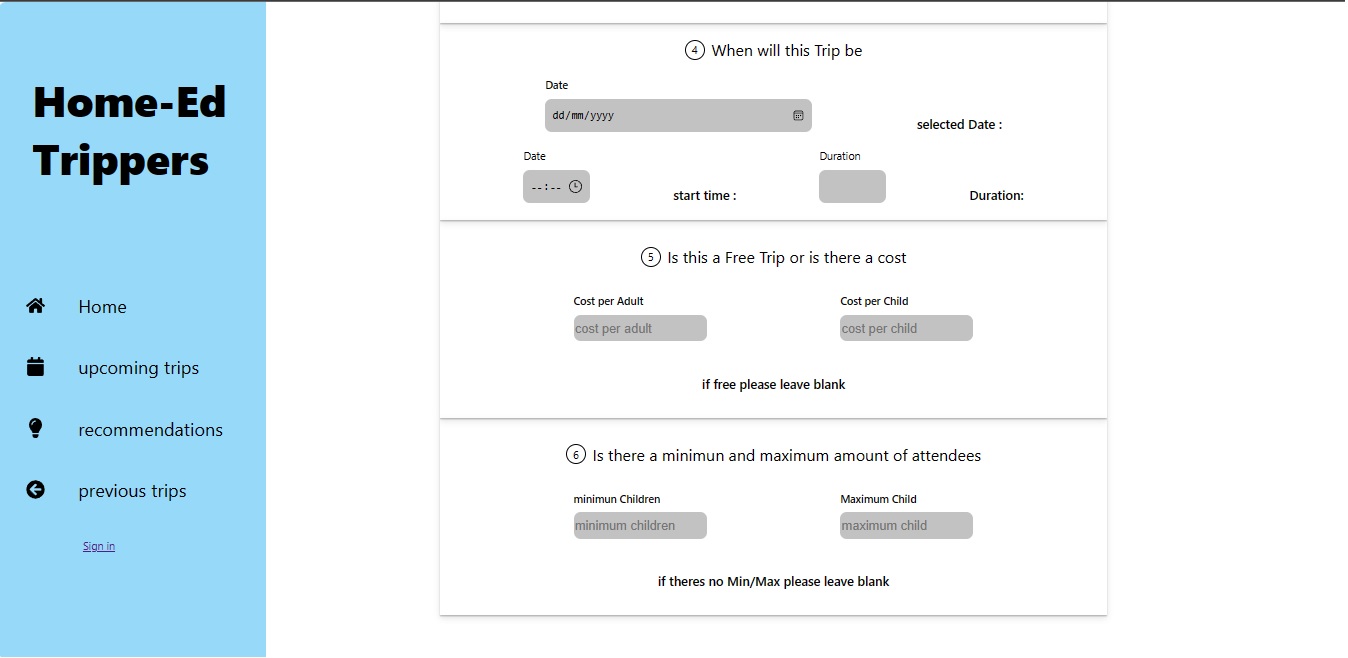 Home-Ed
Trippers
Home
upcoming trips
recommendations
previous trips
Sign in
4 When will this Trip be
Date
dd/mm/yyyy
selected Date :
Date
Duration
--:--
start time :
Duration:
5 Is this a Free Trip or is there a cost
Cost per Adult
Cost per Child
cost per adult
cost per child
if free please leave blank
6 Is there a minimun and maximum amount of attendees
minimun Children
Maximum Child
minimum children
maximum child
if theres no Min/Max please leave blank